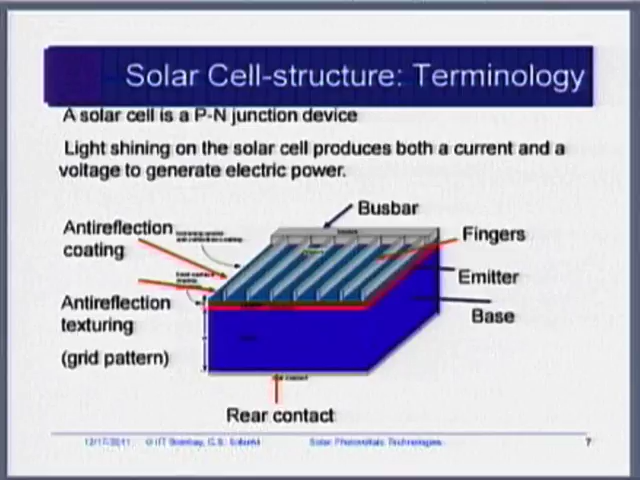 Solar Cell-structure: Terminology
A solar cell is a P-N junction device
Light shining on the solar cell produces both a current and a
voltage to generate electric power.
Busbar
Antireflection
coating
Fingers
Emitter
Antireflection
texturing
Base
(grid pattern)
Rear contact
© IIT Bombay, C.S. Solanki
Solar Photovoltaic Technologies
7